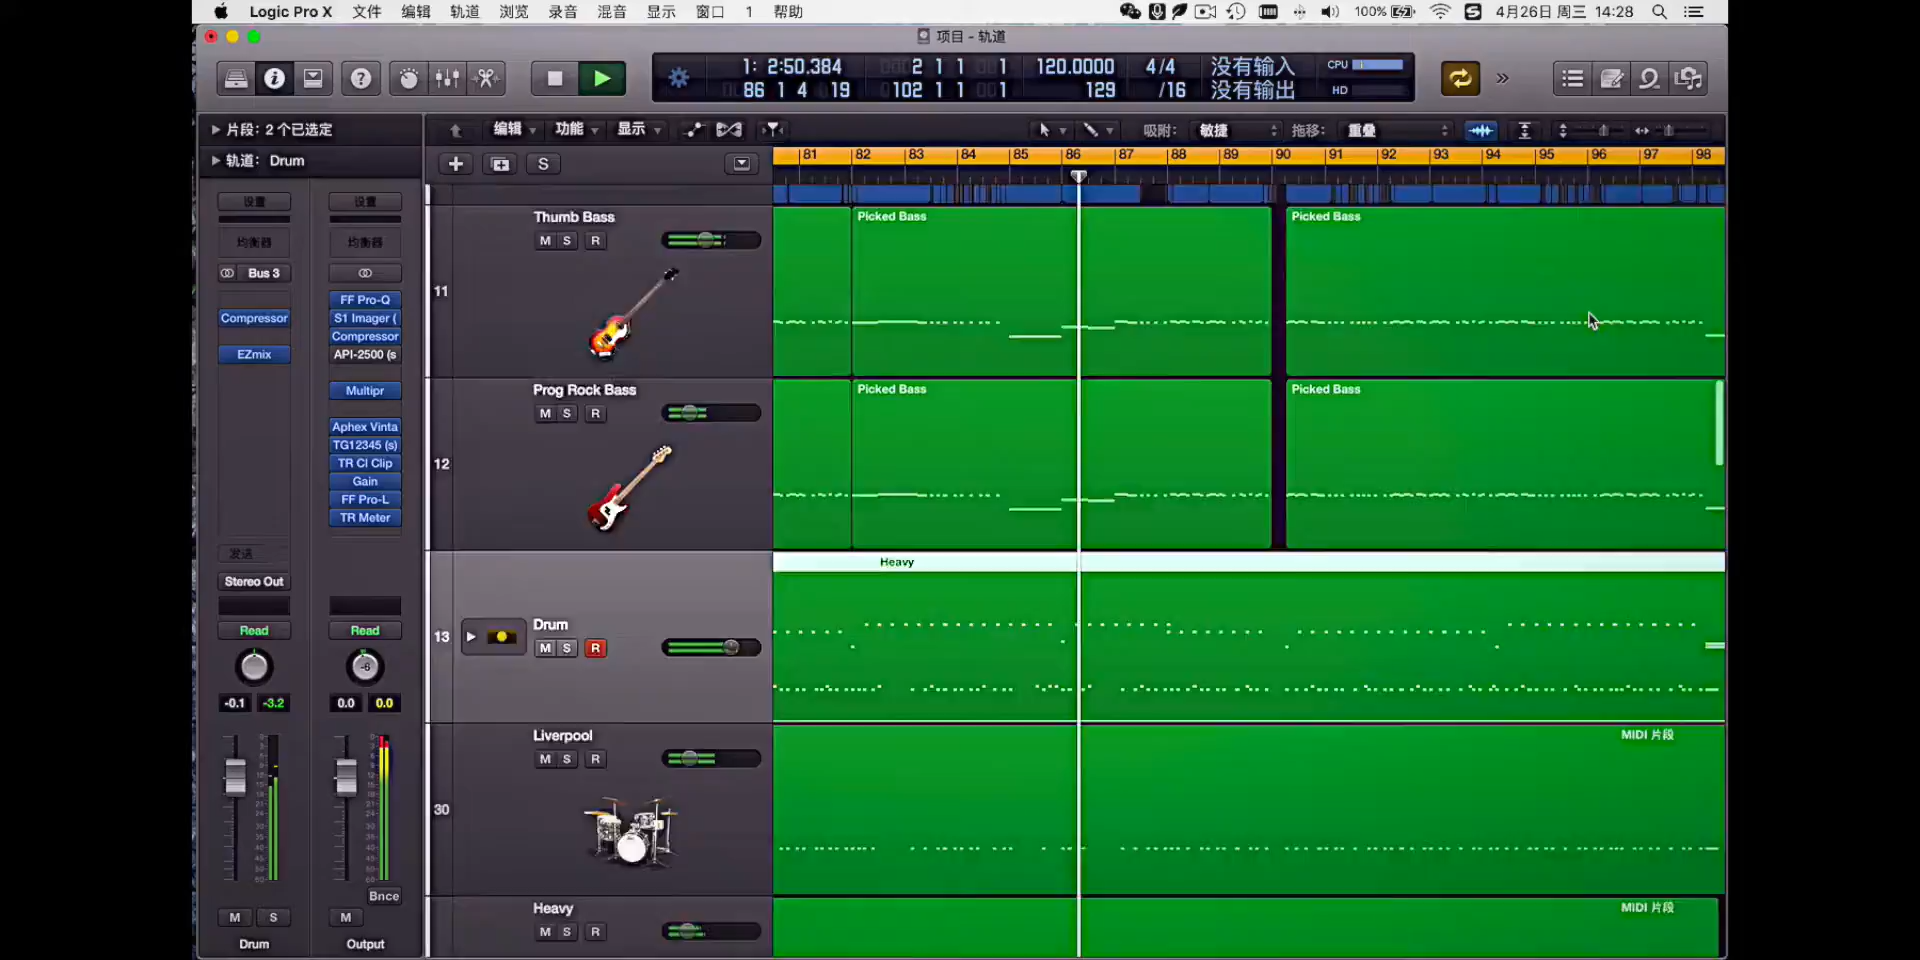 Logic Pro X 文件 编辑 轨道 浏览 录音 混音 显示 窗口 1 帮助 100% 4月26日 周三 14:28
项目 - 轨道
1: 2:50.384 2 1 1 1 120.0000 4/4 没有输入 CPU
86 1 4 19 102 1 1 1 129 /16 没有输出 HD
片段: 2 个已选定
编辑 功能 显示 吸附: 敏捷 拖移: 重叠
轨道: Drum
S
81 82 83 84 85 86 87 88 89 90 91 92 93 94 95 96 97 98
设置 设置
均衡器 均衡器
Bus 3
Compressor
EZmix
FF Pro-Q
S1 Imager (
Compressor
API-2500 (s
Multipr
Aphex Vinta
TG12345 (s)
TR Cl Clip
Gain
FF Pro-L
TR Meter
发送
Stereo Out
Read Read
-6
-0.1 -3.2 0.0 0.0
Bnce
M S M
Drum Output
Thumb Bass
M S R
11
Picked Bass Picked Bass
Prog Rock Bass
M S R
12
Picked Bass Picked Bass
Heavy
Drum
13
M S R
Liverpool
M S R
30
MIDI 片段
Heavy
M S R
MIDI 片段